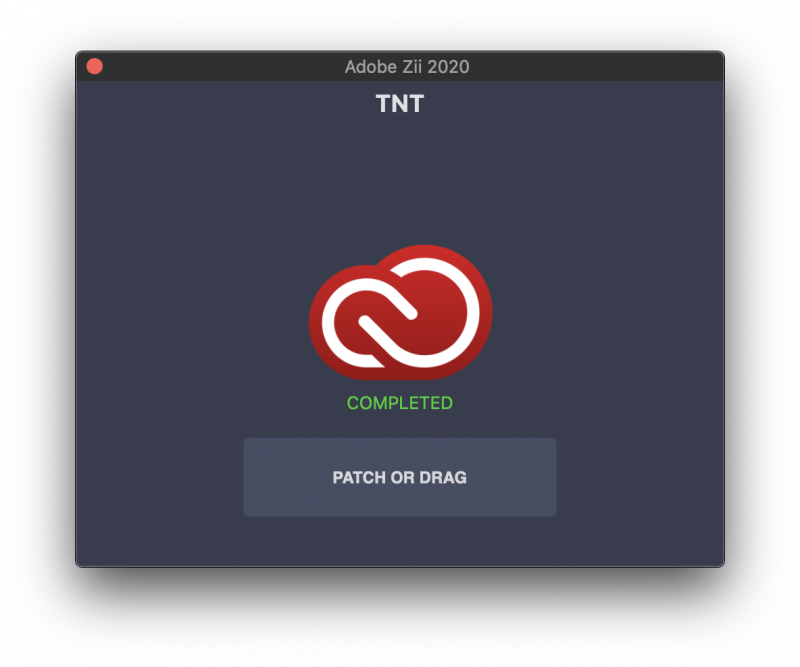 Adobe Zii 2020
TNT
COMPLETED
PATCH OR DRAG